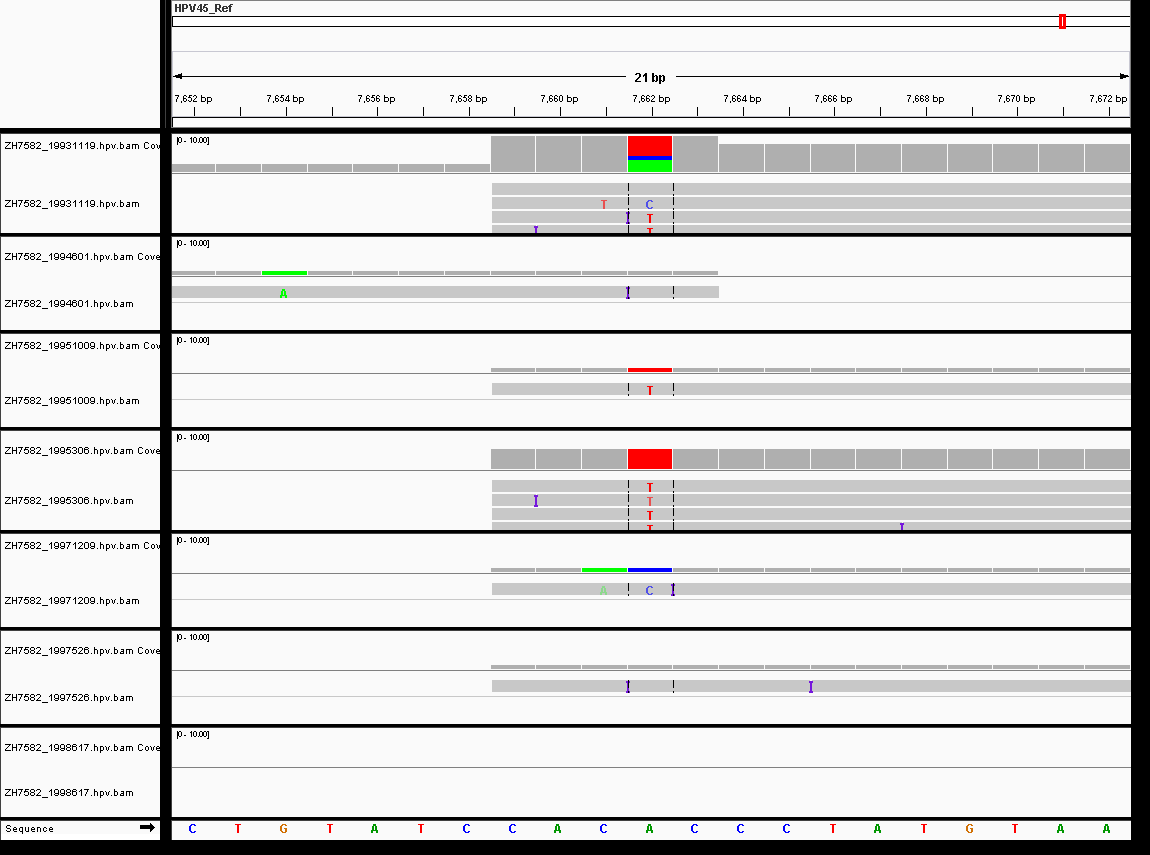 HPV45_Ref
21 bp
7,652 bp 7,654 bp 7,656 bp 7,658 bp 7,660 bp 7,662 bp 7,664 bp 7,666 bp 7,668 bp 7,670 bp 7,672 bp
ZH7582_19931119.hpv.bam Cov
[0 - 10.00]
ZH7582_19931119.hpv.bam
T C
I T
I T
ZH7582_1994601.hpv.bam Cove
[0 - 10.00]
ZH7582_1994601.hpv.bam
A I
ZH7582_19951009.hpv.bam Cov
[0 - 10.00]
ZH7582_19951009.hpv.bam
T
ZH7582_1995306.hpv.bam Cove
[0 - 10.00]
ZH7582_1995306.hpv.bam
T
I T
T
T I
ZH7582_19971209.hpv.bam Cov
[0 - 10.00]
ZH7582_19971209.hpv.bam
A C I
ZH7582_1997526.hpv.bam Cove
[0 - 10.00]
ZH7582_1997526.hpv.bam
I I
ZH7582_1998617.hpv.bam Cove
[0 - 10.00]
ZH7582_1998617.hpv.bam
Sequence C T G T A T C C A C A C C C T A T G T A A